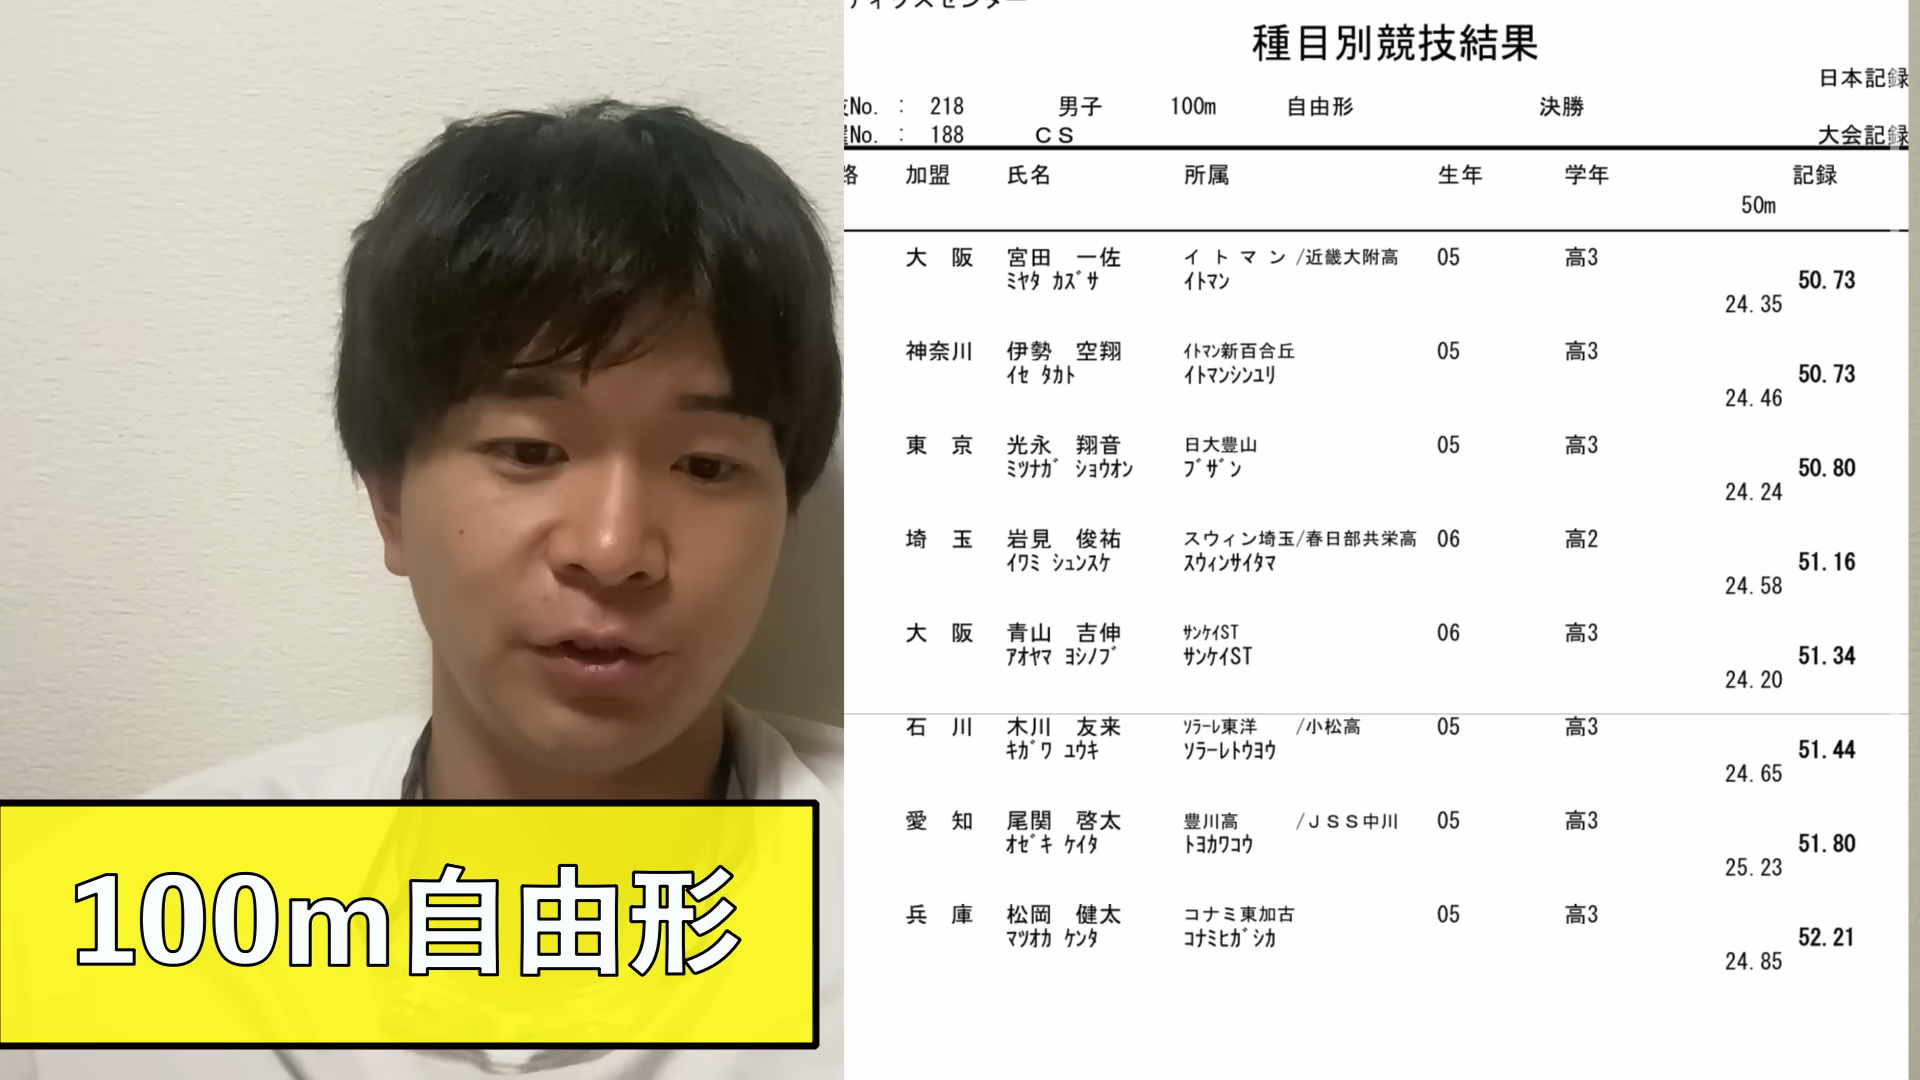 ティクスセンター
種目別競技結果
日本記録
No. : 218 男子 100m 自由形 決勝
No. : 188 ＣＳ 大会記録
路 加盟 氏名 所属 生年 学年 記録
50m
大 阪 宮田 一佐 イ ト マ ン /近畿大附高 05 高3
ﾐﾔﾀ ｶｽﾞｻ ｲﾄﾏﾝ 50.73
24.35
神奈川 伊勢 空翔 ｲﾄﾏﾝ新百合丘 05 高3
ｲｾ ﾀｶﾄ ｲﾄﾏﾝｼﾝﾕﾘ 50.73
24.46
東 京 光永 翔音 日大豊山 05 高3
ﾐﾂﾅｶﾞ ｼｮｳｵﾝ ﾌﾞｻﾞﾝ 50.80
24.24
埼 玉 岩見 俊祐 スウィン埼玉/春日部共栄高 06 高2
ｲﾜﾐ ｼｭﾝｽｹ ｽｳｨﾝｻｲﾀﾏ 51.16
24.58
大 阪 青山 吉伸 ｻﾝｹｲST 06 高3
ｱｵﾔﾏ ﾖｼﾉﾌﾞ ｻﾝｹｲST 51.34
24.20
石 川 木川 友来 ｿﾗｰﾚ東洋 /小松高 05 高3
ｷｶﾞﾜ ﾕｳｷ ｿﾗｰﾚﾄｳﾖｳ 51.44
24.65
愛 知 尾関 啓太 豊川高 /ＪＳＳ中川 05 高3
ｵｾﾞｷ ｹｲﾀ ﾄﾖｶﾜｺｳ 51.80
25.23
兵 庫 松岡 健太 コナミ東加古 05 高3
ﾏﾂｵｶ ｹﾝﾀ ｺﾅﾐﾋｶﾞｼｶ 52.21
24.85
100m自由形